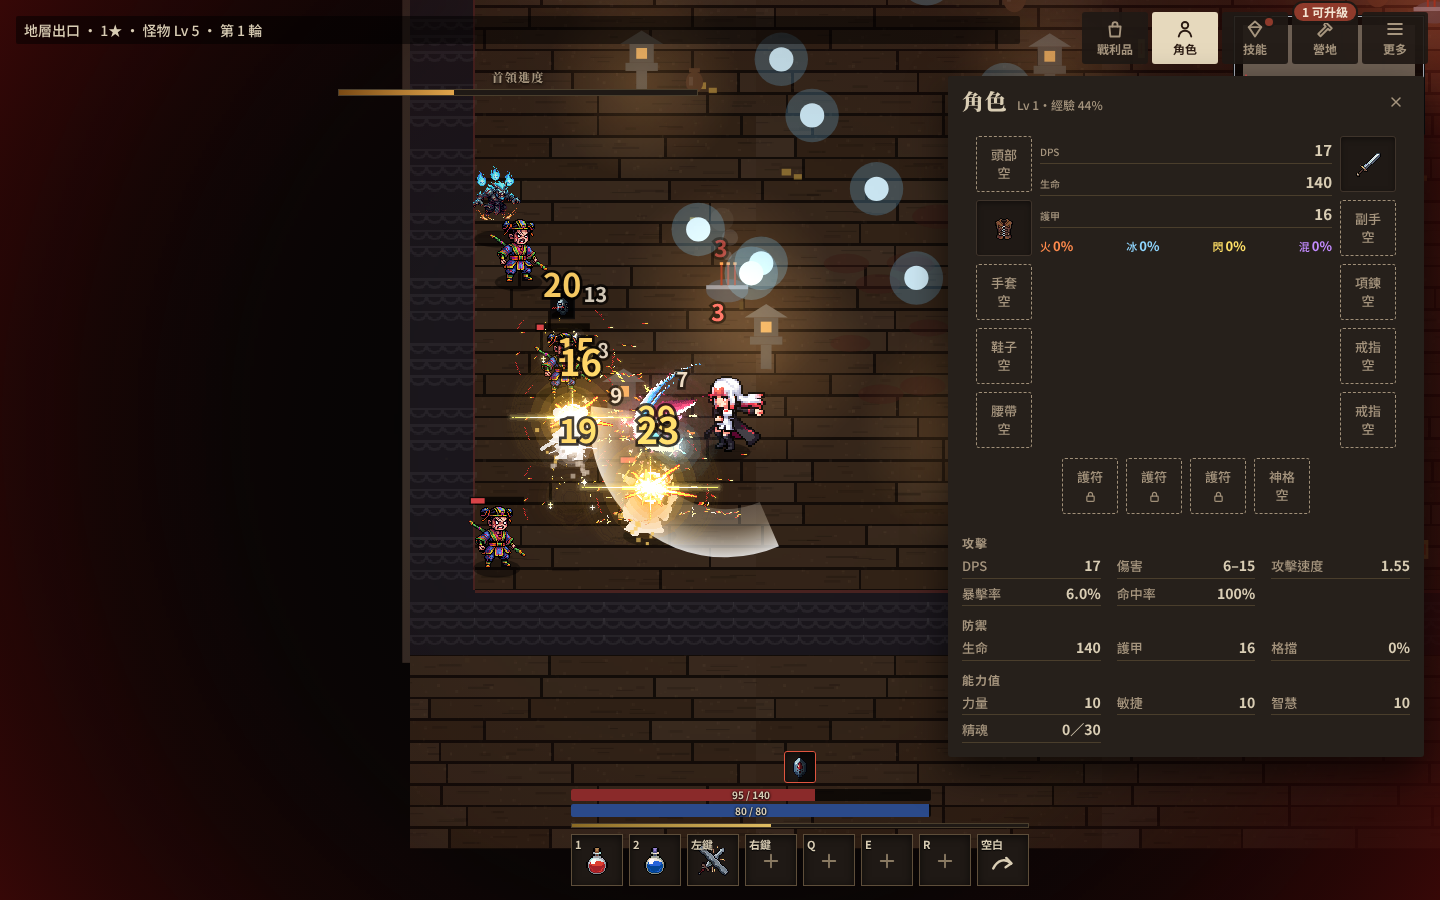 地層出口 · 1★ · 怪物 Lv 5 · 第 1 輪
1 可升級
戰利品
角色
技能
營地
更多
首領進度
角色 Lv 1 · 經驗 44%
頭部
空
手套
空
鞋子
空
腰帶
空
DPS 17
生命 140
護甲 16
火 0% 冰 0% 閃 0% 混 0%
副手
空
項鍊
空
戒指
空
戒指
空
護符
護符
護符
神格
空
攻擊
DPS 17 傷害 6–15 攻擊速度 1.55
暴擊率 6.0% 命中率 100%
防禦
生命 140 護甲 16 格擋 0%
能力值
力量 10 敏捷 10 智慧 10
精魂 0／30
3
20 13
3
16
7
9
19 23
95 / 140
80 / 80
1 2 左鍵 右鍵 Q E R 空白